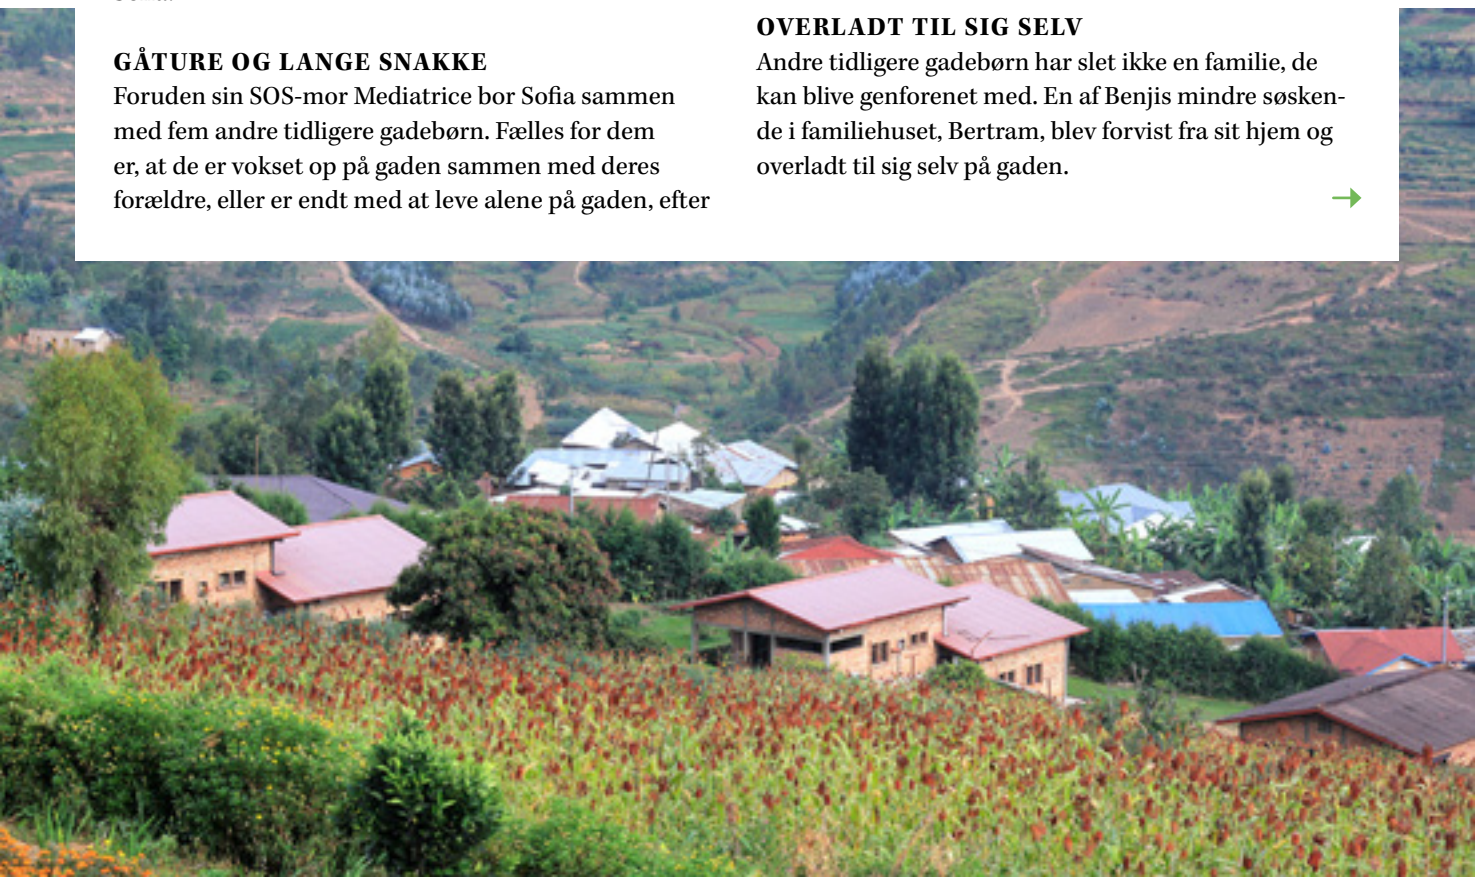 GÅTURE OG LANGE SNAKKE
Foruden sin SOS-mor Mediatrice bor Sofia sammen
med fem andre tidligere gadebørn. Fælles for dem
er, at de er vokset op på gaden sammen med deres
forældre, eller er endt med at leve alene på gaden, efter
OVERLADT TIL SIG SELV
Andre tidligere gadebørn har slet ikke en familie, de
kan blive genforenet med. En af Benjis mindre søsken-
de i familiehuset, Bertram, blev forvist fra sit hjem og
overladt til sig selv på gaden.